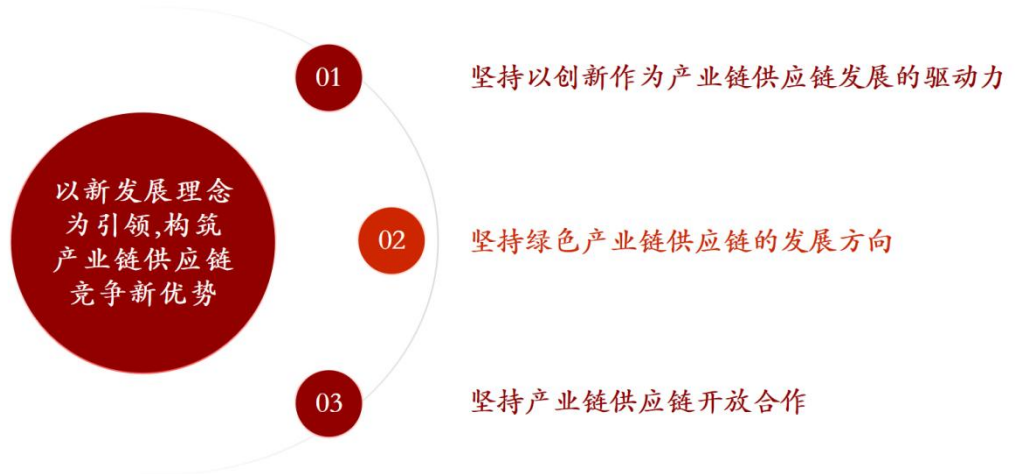 以新发展理念
为引领,构筑
产业链供应链
竞争新优势
01
坚持以创新作为产业链供应链发展的驱动力
02
坚持绿色产业链供应链的发展方向
03
坚持产业链供应链开放合作